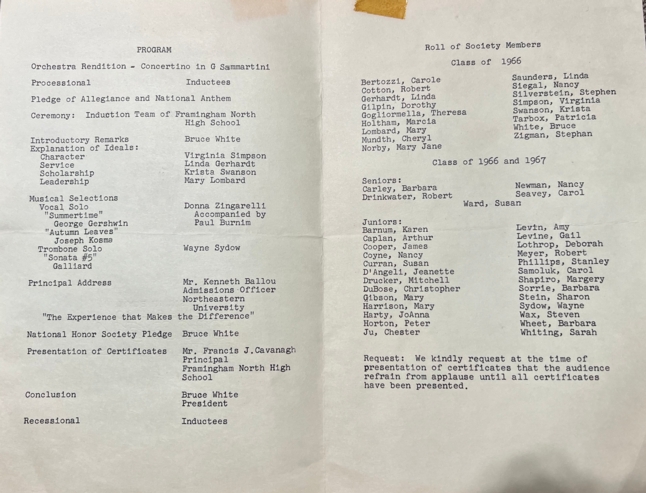 PROGRAM
Orchestra Rendition - Concertino in G Sammartini
Processional Inductees
Pledge of Allegiance and National Anthem
Ceremony: Induction Team of Framingham North
High School
Introductory Remarks Bruce White
Explanation of Ideals:
Character Virginia Simpson
Service Linda Gerhardt
Scholarship Krista Swanson
Leadership Mary Lombard
Musical Selections
Vocal Solo Donna Zingarelli
"Summertime" Accompanied by
George Gershwin Paul Burnim
"Autumn Leaves"
Joseph Kosma
Trombone Solo Wayne Sydow
"Sonata #5"
Galliard
Principal Address Mr. Kenneth Ballou
Admissions Officer
Northeastern
University
"The Experience that Makes the Difference"
National Honor Society Pledge Bruce White
Presentation of Certificates Mr. Francis J.Cavanagh
Principal
Framingham North High
School
Conclusion Bruce White
President
Recessional Inductees
Roll of Society Members
Class of 1966
Bertozzi, Carole
Cotton, Robert
Gerhardt, Linda
Gilpin, Dorothy
Gogliormella, Theresa
Holtham, Marcia
Lombard, Mary
Mundth, Cheryl
Norby, Mary Jane
Saunders, Linda
Siegal, Nancy
Silverstein, Stephen
Simpson, Virginia
Swanson, Krista
Tarbox, Patricia
White, Bruce
Zigman, Stephan
Class of 1966 and 1967
Seniors:
Carley, Barbara
Drinkwater, Robert
Newman, Nancy
Seavey, Carol
Ward, Susan
Juniors:
Barnum, Karen
Caplan, Arthur
Cooper, James
Coyne, Nancy
Curran, Susan
D'Angeli, Jeanette
Drucker, Mitchell
DuBose, Christopher
Gibson, Mary
Harrison, Mary
Harty, JoAnna
Horton, Peter
Ju, Chester
Levin, Amy
Levine, Gail
Lothrop, Deborah
Meyer, Robert
Phillips, Stanley
Samoluk, Carol
Shapiro, Margery
Sorrie, Barbara
Stein, Sharon
Sydow, Wayne
Wax, Steven
Wheet, Barbara
Whiting, Sarah
Request: We kindly request at the time of
presentation of certificates that the audience
refrain from applause until all certificates
have been presented.